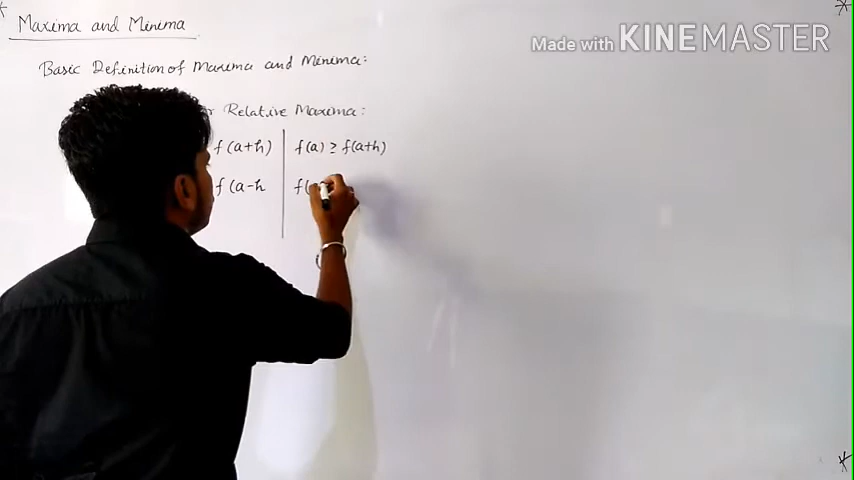 Maxima and Minima
Made with KINEMASTER
Basic Definition of Maxima and Minima:
Relative Maxima:
f(a+h) f(a) ≥ f(a+h)
f(a-h f(